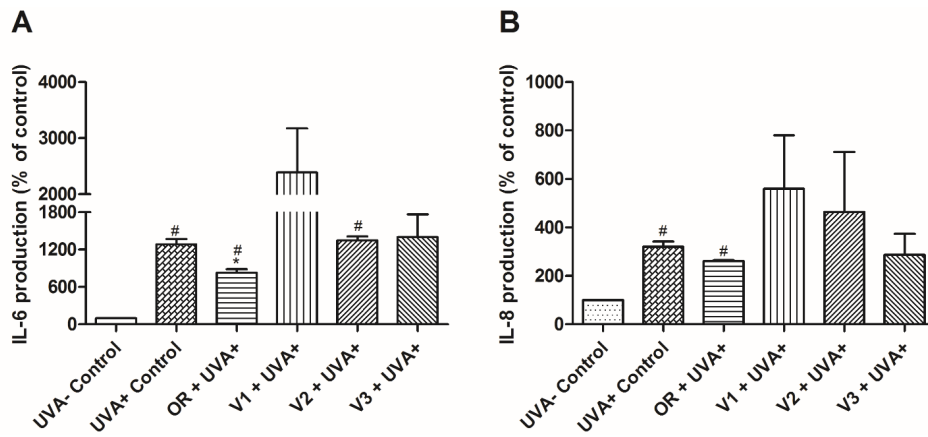 A
IL-6 production (% of control)
4000
3000
2000
1800
1200
600
0
#
#
*
#
UVA- Control
UVA+ Control
OR + UVA+
V1 + UVA+
V2 + UVA+
V3 + UVA+
B
IL-8 production (% of control)
1000
800
600
400
200
0
#
#
UVA- Control
UVA+ Control
OR + UVA+
V1 + UVA+
V2 + UVA+
V3 + UVA+